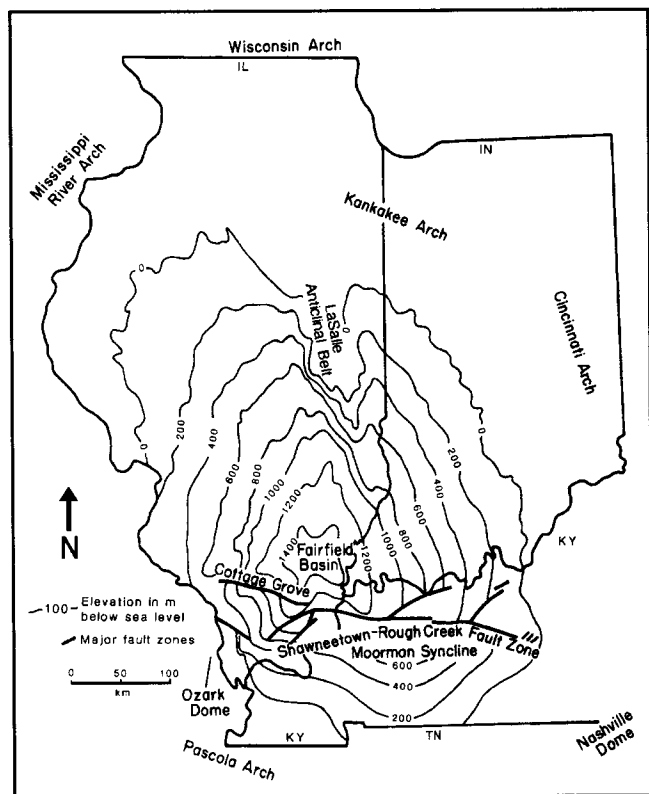 Wisconsin Arch
IL
Mississippi
River Arch
IN
Kankakee Arch
Cincinnati Arch
LaSalle
Anticlinal Belt
0
0
0
0
200
400
600
800
1000
1200
1400
200
400
600
800
1000
1200
Fairfield
Basin
Cottage Grove
KY
N
-100- Elevation in m
below sea level
Major fault zones
0 50 100
km
Shawneetown-Rough Creek Fault Zone
Moorman Syncline
600
400
200
Ozark
Dome
Pascola Arch
KY
TN
Nashville
Dome